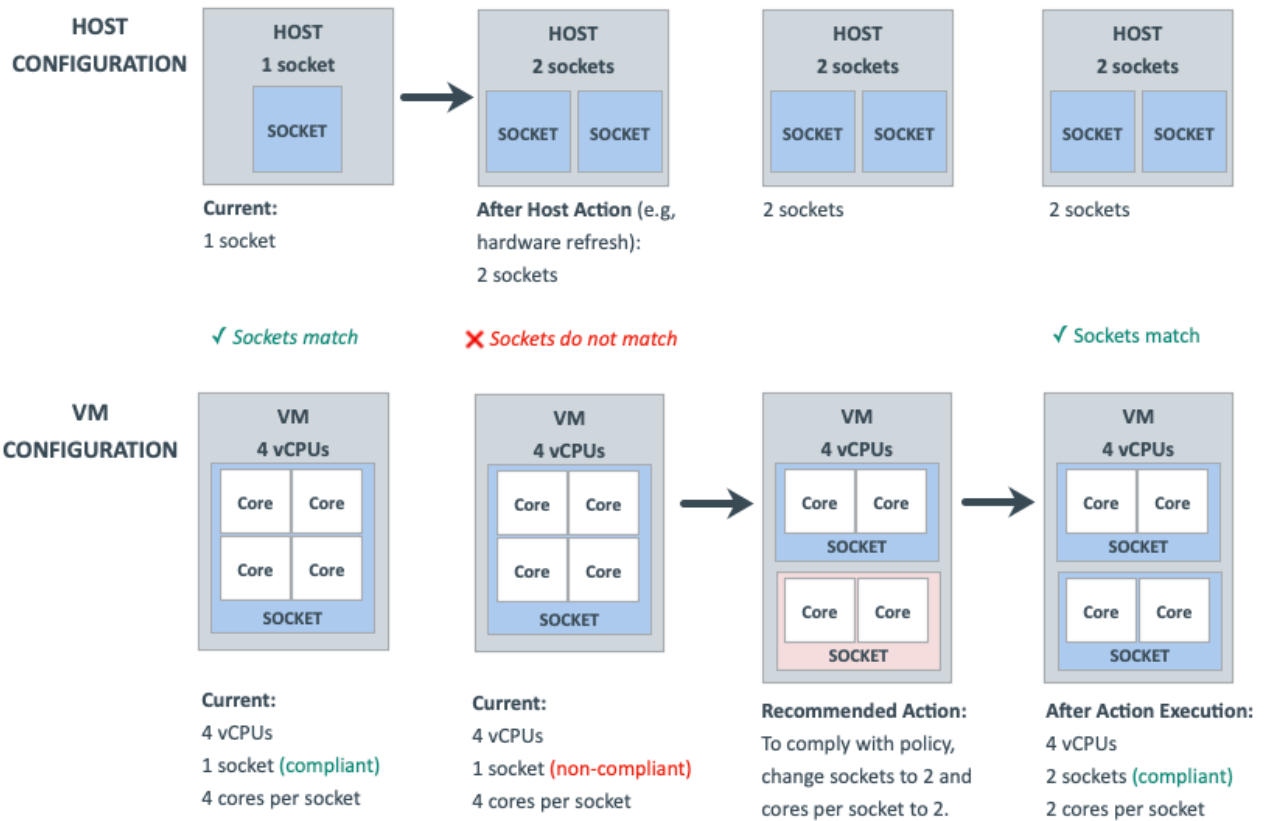 HOST
CONFIGURATION
HOST
1 socket
SOCKET
HOST
2 sockets
SOCKET SOCKET
HOST
2 sockets
SOCKET SOCKET
HOST
2 sockets
SOCKET SOCKET
Current:
1 socket
After Host Action (e.g,
hardware refresh):
2 sockets
2 sockets
2 sockets
✓ Sockets match
✗ Sockets do not match
✓ Sockets match
VM
CONFIGURATION
VM
4 vCPUs
Core Core
Core Core
SOCKET
VM
4 vCPUs
Core Core
Core Core
SOCKET
VM
4 vCPUs
Core Core
SOCKET
Core Core
SOCKET
VM
4 vCPUs
Core Core
SOCKET
Core Core
SOCKET
Current:
4 vCPUs
1 socket (compliant)
4 cores per socket
Current:
4 vCPUs
1 socket (non-compliant)
4 cores per socket
Recommended Action:
To comply with policy,
change sockets to 2 and
cores per socket to 2.
After Action Execution:
4 vCPUs
2 sockets (compliant)
2 cores per socket